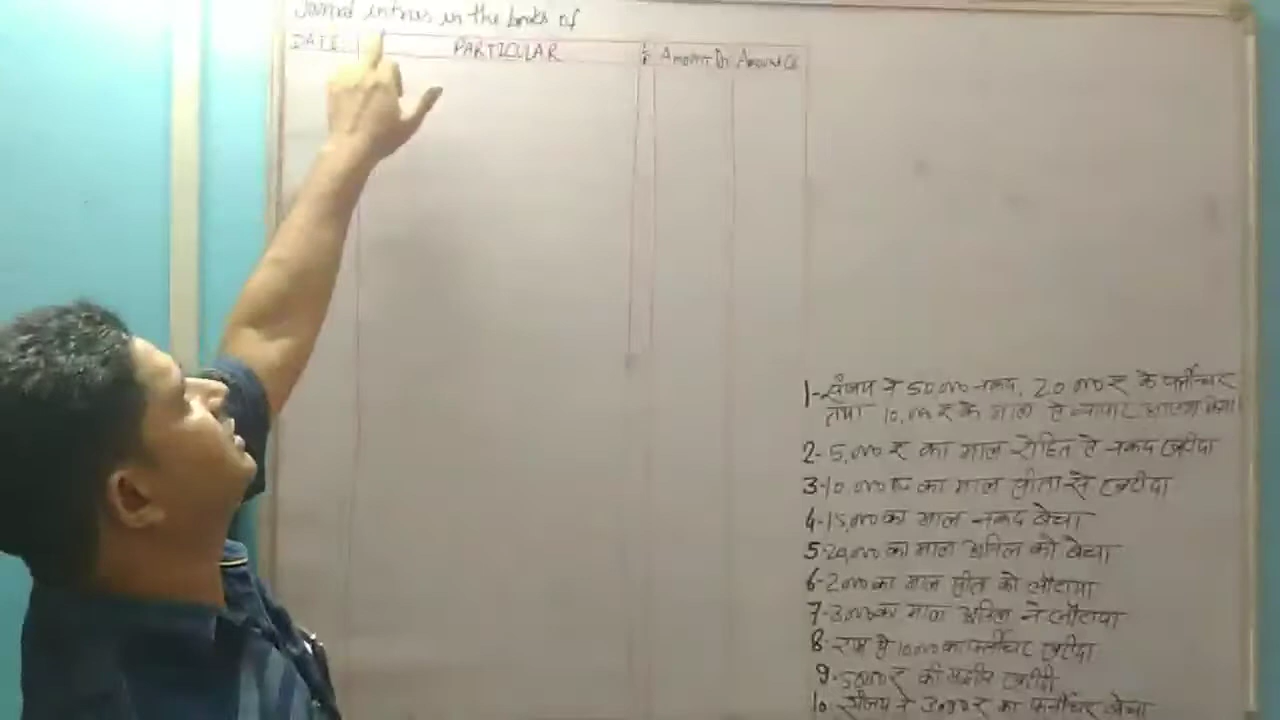 Journal entries in the books of
DATE PARTICULAR L F Amount Dr Amount Cr
1- संजय ने 50,000 नकद, 20,000 ₹ के फर्नीचर
तथा 10,000 ₹ के माल से व्यापार आरम्भ किया
2- 5,000 ₹ का माल रोहित से नकद खरीदा
3- 10,000 का माल सीता से खरीदा
4- 15,000 का माल नकद बेचा
5- 20,000 का माल अनिल को बेचा
6- 2000 का माल सीता को लौटाया
7- 3,000 का माल अनिल ने लौटाया
8- राम से 10000 का फर्नीचर खरीदा
9- 5000 ₹ की मशीन खरीदी
10- संजय ने 3000 ₹ का फर्नीचर बेचा